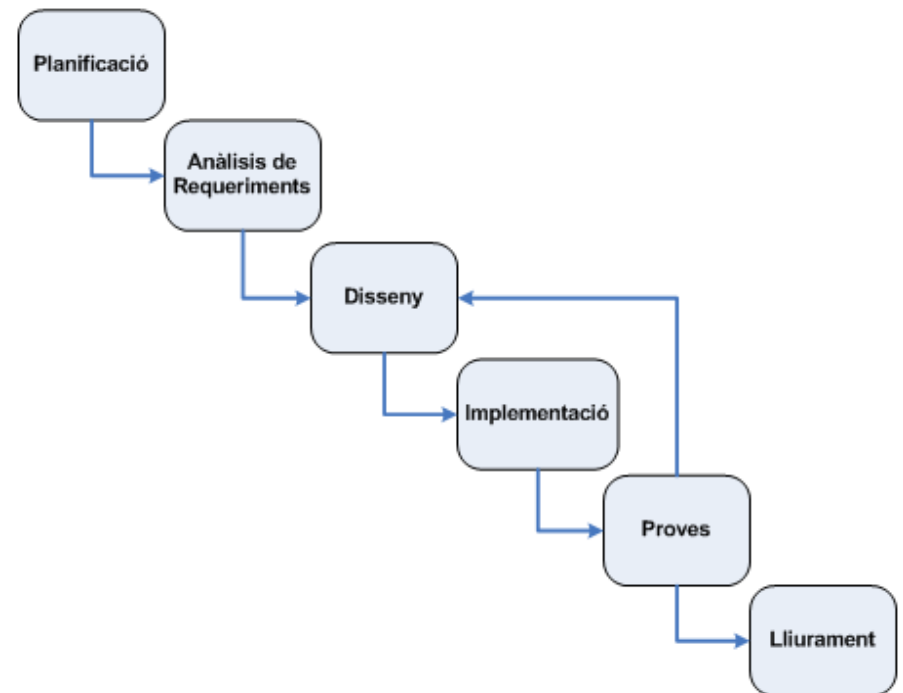 Planificació
Anàlisis de
Requeriments
Disseny
Implementació
Proves
Lliurament